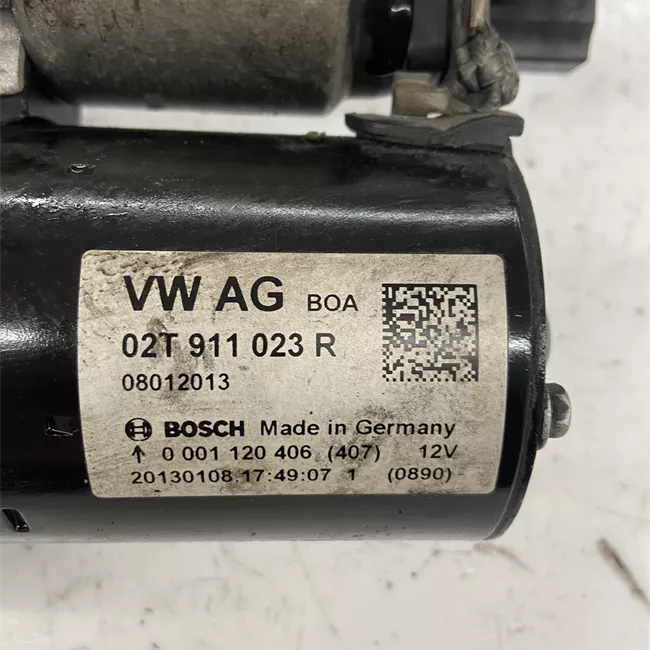 VW AG BOA
02T 911 023 R
08012013
BOSCH Made in Germany
↑ 0 001 120 406 (407) 12V
20130108.17:49:07 1 (0890)